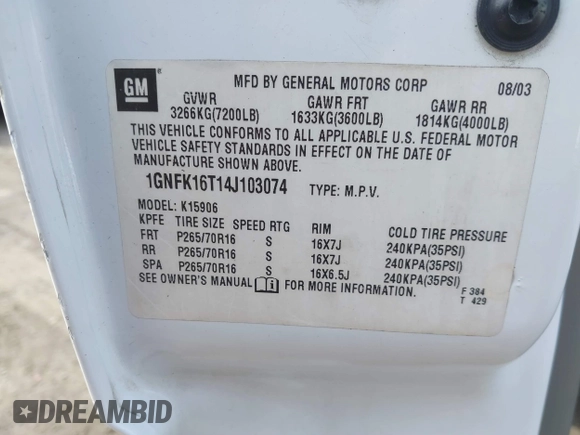 GM
MFD BY GENERAL MOTORS CORP 08/03
GVWR GAWR FRT GAWR RR
3266KG(7200LB) 1633KG(3600LB) 1814KG(4000LB)
THIS VEHICLE CONFORMS TO ALL APPLICABLE U.S. FEDERAL MOTOR
VEHICLE SAFETY STANDARDS IN EFFECT ON THE DATE OF
MANUFACTURE SHOWN ABOVE.
1GNFK16T14J103074 TYPE: M.P.V.
MODEL: K15906
KPFE TIRE SIZE SPEED RTG RIM COLD TIRE PRESSURE
FRT P265/70R16 S 16X7J 240KPA(35PSI)
RR P265/70R16 S 16X7J 240KPA(35PSI)
SPA P265/70R16 S 16X6.5J 240KPA(35PSI)
SEE OWNER'S MANUAL FOR MORE INFORMATION.
F 384
T 429
DREAMBID